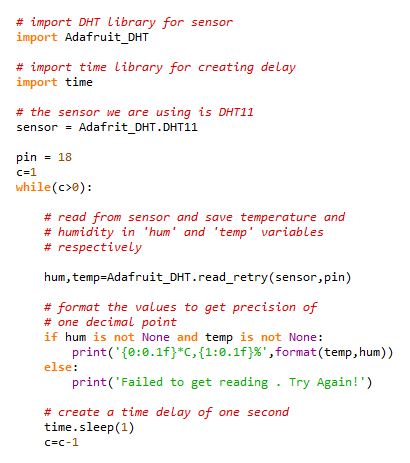 # import DHT library for sensor
import Adafruit_DHT
# import time library for creating delay
import time
# the sensor we are using is DHT11
sensor = Adafrit_DHT.DHT11
pin = 18
c=1
while(c>0):
# read from sensor and save temperature and
# humidity in 'hum' and 'temp' variables
# respectively
hum,temp=Adafruit_DHT.read_retry(sensor,pin)
# format the values to get precision of
# one decimal point
if hum is not None and temp is not None:
print('{0:0.1f}*C,{1:0.1f}%',format(temp,hum))
else:
print('Failed to get reading . Try Again!')
# create a time delay of one second
time.sleep(1)
c=c-1